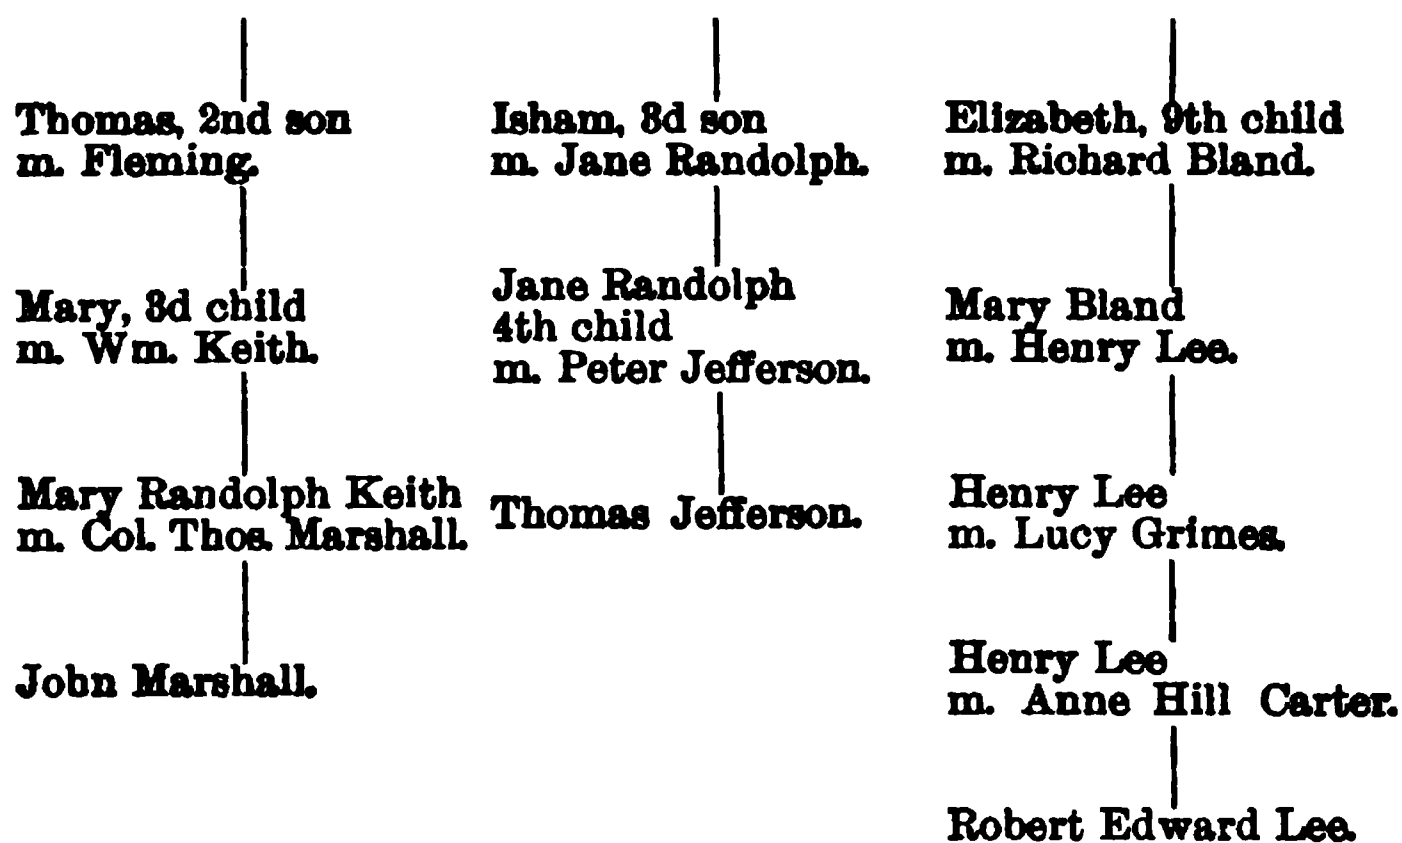 Thomas, 2nd son
m. Fleming.
Mary, 3d child
m. Wm. Keith.
Mary Randolph Keith
m. Col. Thos. Marshall.
John Marshall.
Isham, 3d son
m. Jane Randolph.
Jane Randolph
4th child
m. Peter Jefferson.
Thomas Jefferson.
Elizabeth, 9th child
m. Richard Bland.
Mary Bland
m. Henry Lee.
Henry Lee
m. Lucy Grimes.
Henry Lee
m. Anne Hill Carter.
Robert Edward Lee.